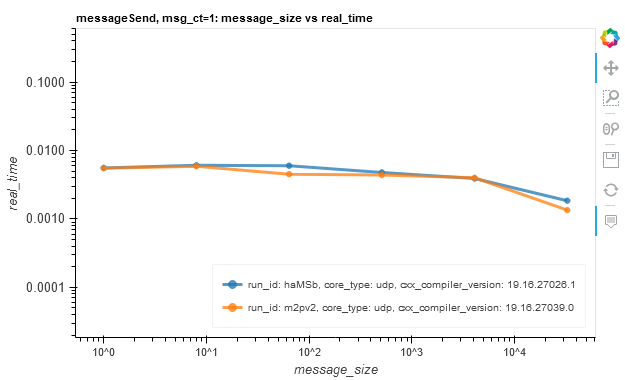 messageSend, msg_ct=1: message_size vs real_time
0.1000
0.0100
0.0010
0.0001
real_time
run_id: haMSb, core_type: udp, cxx_compiler_version: 19.16.27026.1
run_id: m2pv2, core_type: udp, cxx_compiler_version: 19.16.27039.0
10^0
10^1
10^2
10^3
10^4
message_size